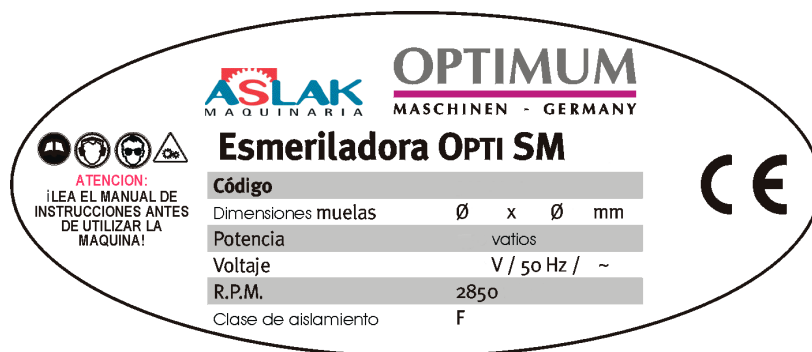 ASLAK
MAQUINARIA
OPTIMUM
MASCHINEN - GERMANY
Esmeriladora OPTI SM
ATENCION:
¡LEA EL MANUAL DE
INSTRUCCIONES ANTES
DE UTILIZAR LA
MAQUINA!
Código
Dimensiones muelas Ø x Ø mm
Potencia vatios
Voltaje V / 50 Hz / ~
R.P.M. 2850
Clase de aislamiento F
CE